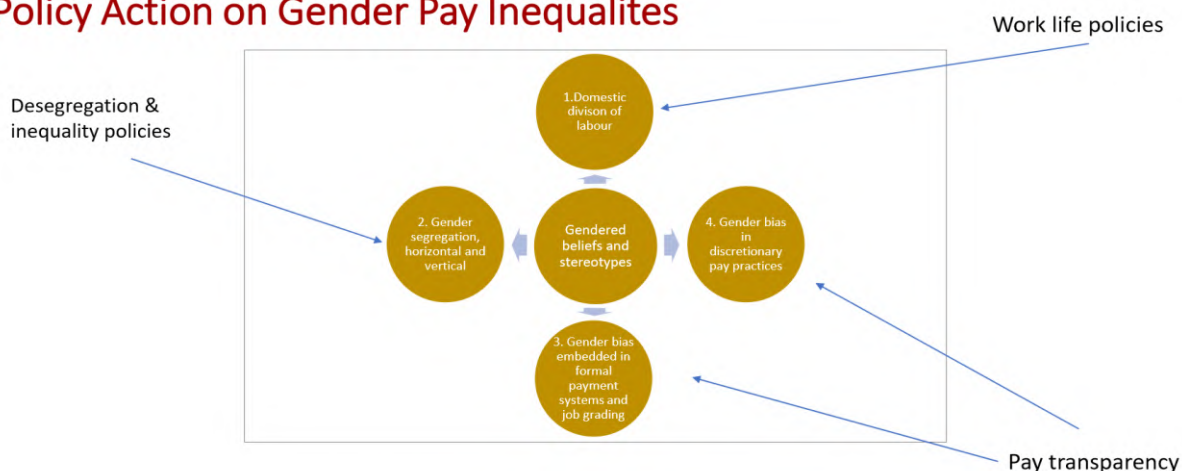 Policy Action on Gender Pay Inequalites
Work life policies
Desegregation &
inequality policies
1.Domestic
divison of
labour
2. Gender
segregation,
horizontal and
vertical
Gendered
beliefs and
stereotypes
4. Gender bias
in
discretionary
pay practices
3. Gender bias
embedded in
formal
payment
systems and
job grading
Pay transparency